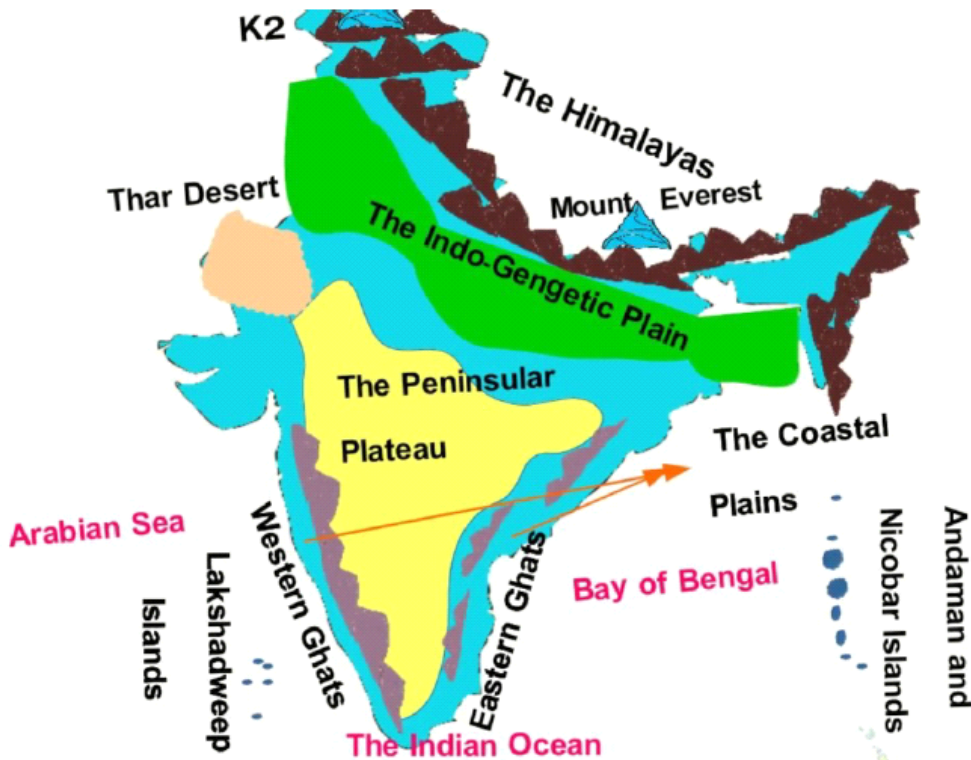 K2
The Himalayas
Thar Desert
Mount Everest
The Indo-Gengetic Plain
The Peninsular
Plateau
The Coastal
Plains
Arabian Sea
Western Ghats
Eastern Ghats
Bay of Bengal
Lakshadweep
Islands
Andaman and
Nicobar Islands
The Indian Ocean